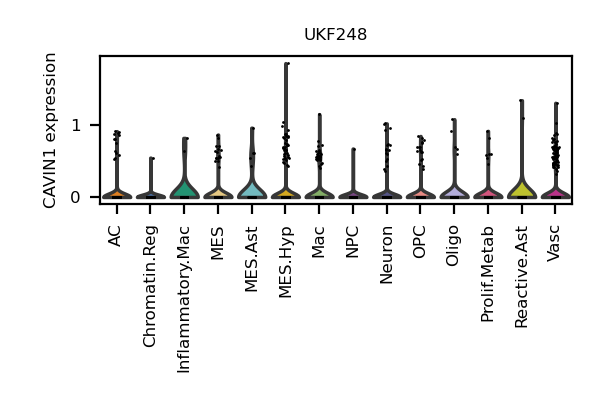 UKF248
CAVIN1 expression
1
0
AC
Chromatin.Reg
Inflammatory.Mac
MES
MES.Ast
MES.Hyp
Mac
NPC
Neuron
OPC
Oligo
Prolif.Metab
Reactive.Ast
Vasc